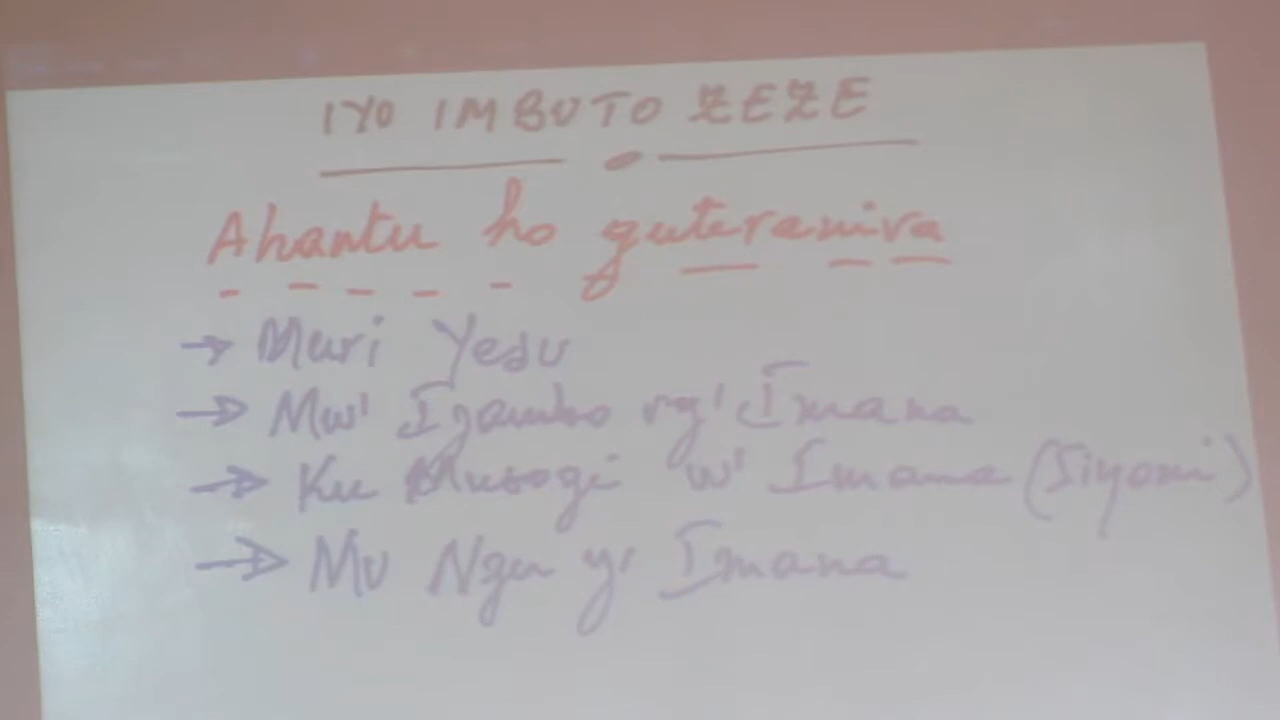 IYO IMBUTO ZEZE
Ahantu ho guteranira
→ Muri Yesu
→ Mw' Ijambo ry' Imana
→ Ku Musozi w' Imana (Siyoni)
→ Mu Nzu y' Imana